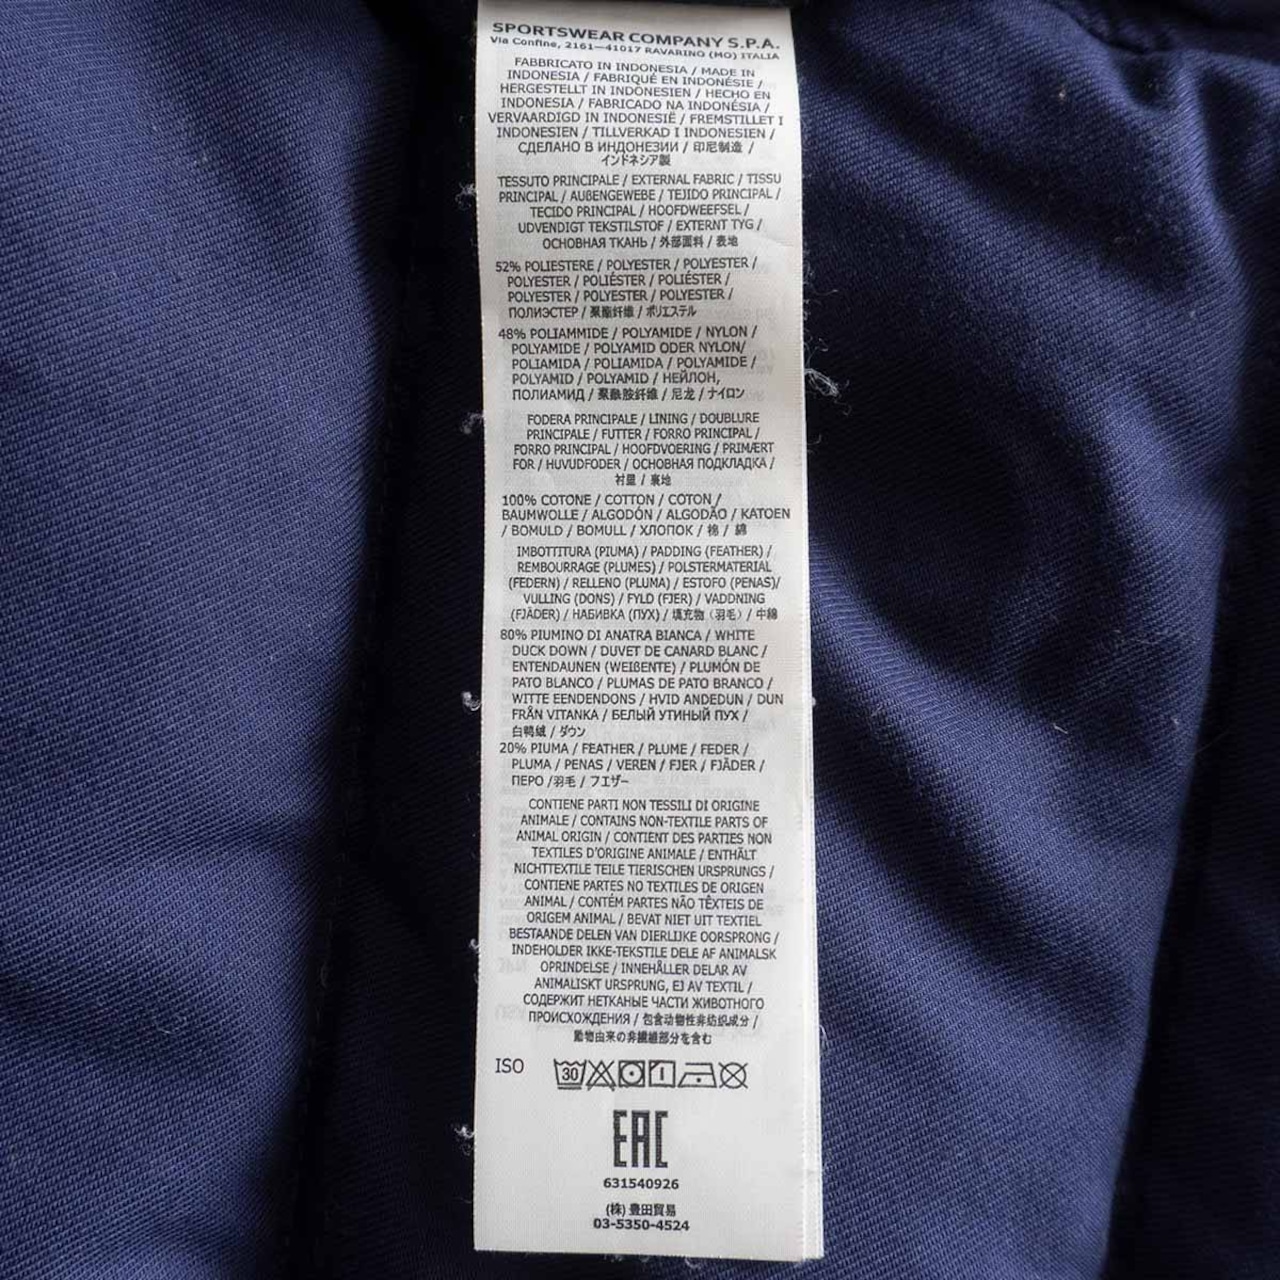 SPORTSWEAR COMPANY S.P.A.
Via Confine, 2161—41017 RAVARINO (MO) ITALIA
FABBRICATO IN INDONESIA / MADE IN
INDONESIA / FABRIQUÉ EN INDONÉSIE /
HERGESTELLT IN INDONESIEN / HECHO EN
INDONESIA / FABRICADO NA INDONÉSIA /
VERVAARDIGD IN INDONESIË / FREMSTILLET I
INDONESIEN / TILLVERKAD I INDONESIEN /
СДЕЛАНО В ИНДОНЕЗИИ / 印尼制造 /
インドネシア製
TESSUTO PRINCIPALE / EXTERNAL FABRIC / TISSU
PRINCIPAL / AUßENGEWEBE / TEJIDO PRINCIPAL /
TECIDO PRINCIPAL / HOOFDWEEFSEL /
UDVENDIGT TEKSTILSTOF / EXTERNT TYG /
ОСНОВНАЯ ТКАНЬ / 外部面料 / 表地
52% POLIESTERE / POLYESTER / POLYESTER /
POLYESTER / POLIÉSTER / POLIÉSTER /
POLYESTER / POLYESTER / POLYESTER /
ПОЛИЭСТЕР / 聚酯纤维 / ポリエステル
48% POLIAMMIDE / POLYAMIDE / NYLON /
POLYAMIDE / POLYAMID ODER NYLON/
POLIAMIDA / POLIAMIDA / POLYAMIDE /
POLYAMID / POLYAMID / НЕЙЛОН,
ПОЛИАМИД / 聚酰胺纤维 / 尼龙 / ナイロン
FODERA PRINCIPALE / LINING / DOUBLURE
PRINCIPALE / FUTTER / FORRO PRINCIPAL /
FORRO PRINCIPAL / HOOFDVOERING / PRIMÆRT
FOR / HUVUDFODER / ОСНОВНАЯ ПОДКЛАДКА /
衬里 / 裏地
100% COTONE / COTTON / COTON /
BAUMWOLLE / ALGODÓN / ALGODÃO / KATOEN
/ BOMULD / BOMULL / ХЛОПОК / 棉 / 綿
IMBOTTITURA (PIUMA) / PADDING (FEATHER) /
REMBOURRAGE (PLUMES) / POLSTERMATERIAL
(FEDERN) / RELLENO (PLUMA) / ESTOFO (PENAS)/
VULLING (DONS) / FYLD (FJER) / VADDNING
(FJÄDER) / НАБИВКА (ПУХ) / 填充物 (羽毛) / 中綿
80% PIUMINO DI ANATRA BIANCA / WHITE
DUCK DOWN / DUVET DE CANARD BLANC /
ENTENDAUNEN (WEIßENTE) / PLUMÓN DE
PATO BLANCO / PLUMAS DE PATO BRANCO /
WITTE EENDENDONS / HVID ANDEDUN / DUN
FRÅN VITANKA / БЕЛЫЙ УТИНЫЙ ПУХ /
白鸭绒 / ダウン
20% PIUMA / FEATHER / PLUME / FEDER /
PLUMA / PENAS / VEREN / FJER / FJÄDER /
ПЕРО /羽毛 / フェザー
CONTIENE PARTI NON TESSILI DI ORIGINE
ANIMALE / CONTAINS NON-TEXTILE PARTS OF
ANIMAL ORIGIN / CONTIENT DES PARTIES NON
TEXTILES D'ORIGINE ANIMALE / ENTHÄLT
NICHTTEXTILE TEILE TIERISCHEN URSPRUNGS /
CONTIENE PARTES NO TEXTILES DE ORIGEN
ANIMAL / CONTÉM PARTES NÃO TÊXTEIS DE
ORIGEM ANIMAL / BEVAT NIET UIT TEXTIEL
BESTAANDE DELEN VAN DIERLIJKE OORSPRONG /
INDEHOLDER IKKE-TEKSTILE DELE AF ANIMALSK
OPRINDELSE / INNEHÅLLER DELAR AV
ANIMALISKT URSPRUNG, EJ AV TEXTIL /
СОДЕРЖИТ НЕТКАНЫЕ ЧАСТИ ЖИВОТНОГО
ПРОИСХОЖДЕНИЯ / 包含动物性非纺织成分 /
動物由来の非繊維部分を含む
ISO 30
EAC
631540926
(株) 豊田貿易
03-5350-4524